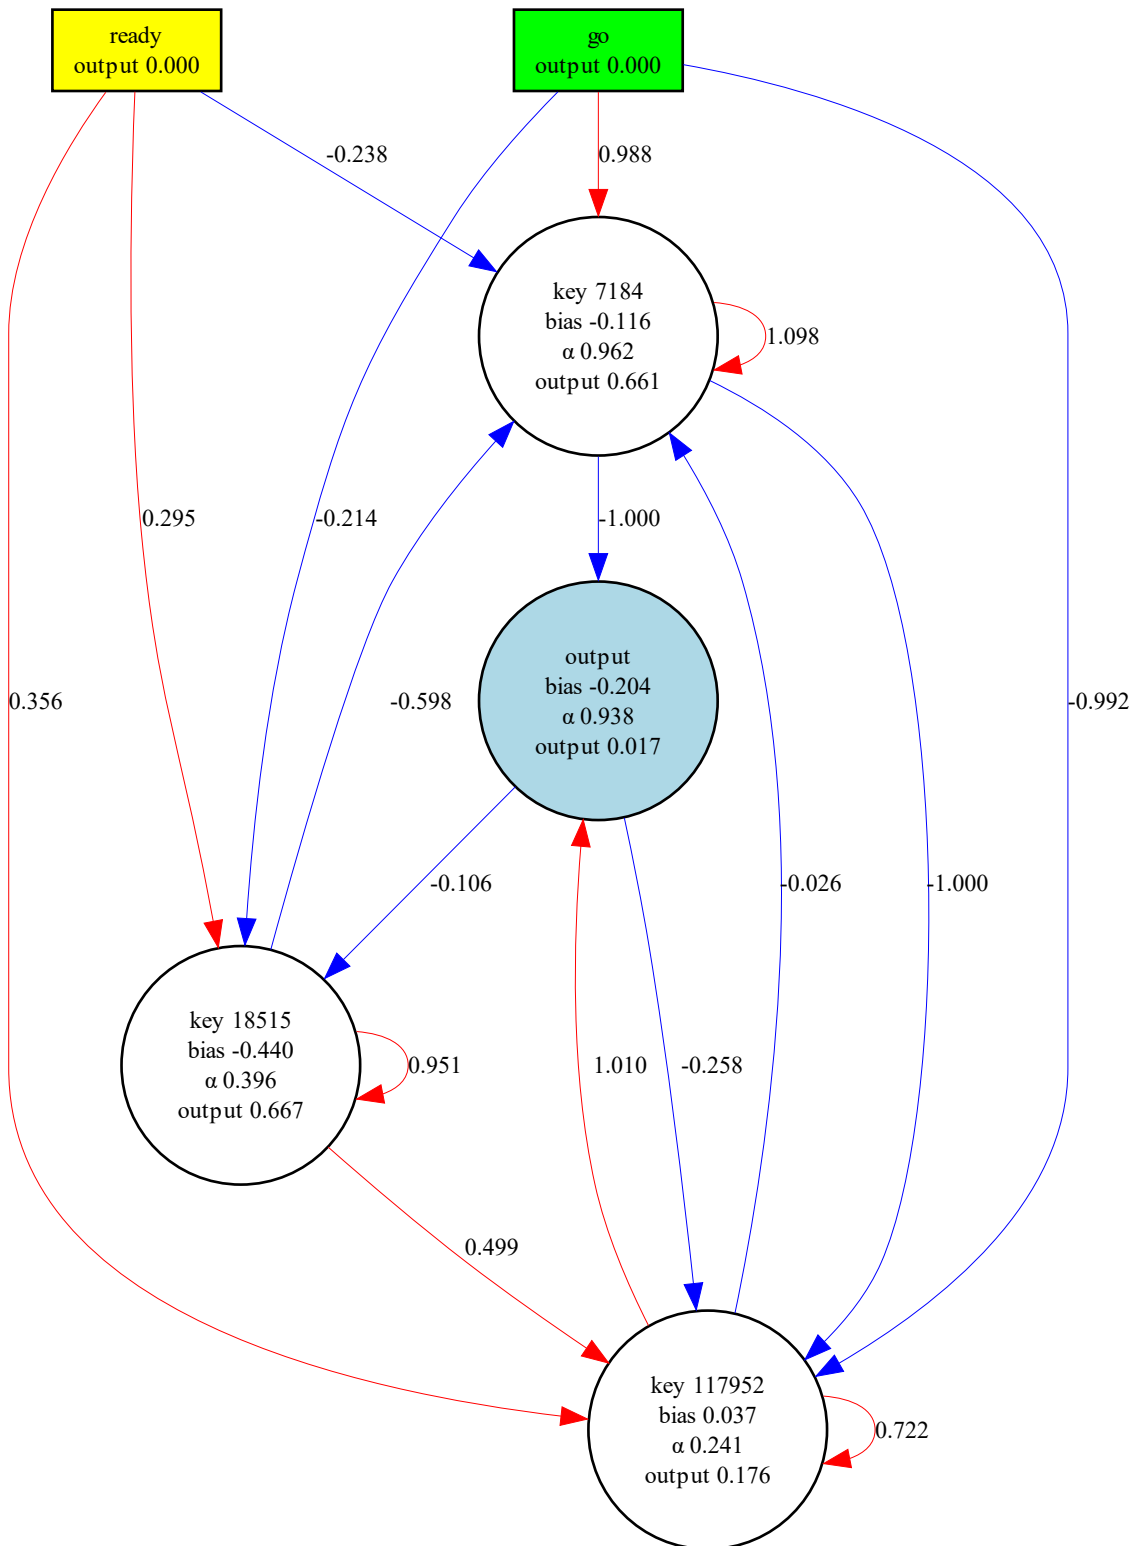 ready
output 0.000
go
output 0.000
-0.238
0.988
key 7184
bias -0.116
α 0.962
output 0.661
1.098
0.295
-0.214
-1.000
0.356
-0.598
output
bias -0.204
α 0.938
output 0.017
-0.992
-0.106
-0.026
-1.000
key 18515
bias -0.440
α 0.396
output 0.667
0.951
1.010
-0.258
0.499
key 117952
bias 0.037
α 0.241
output 0.176
0.722